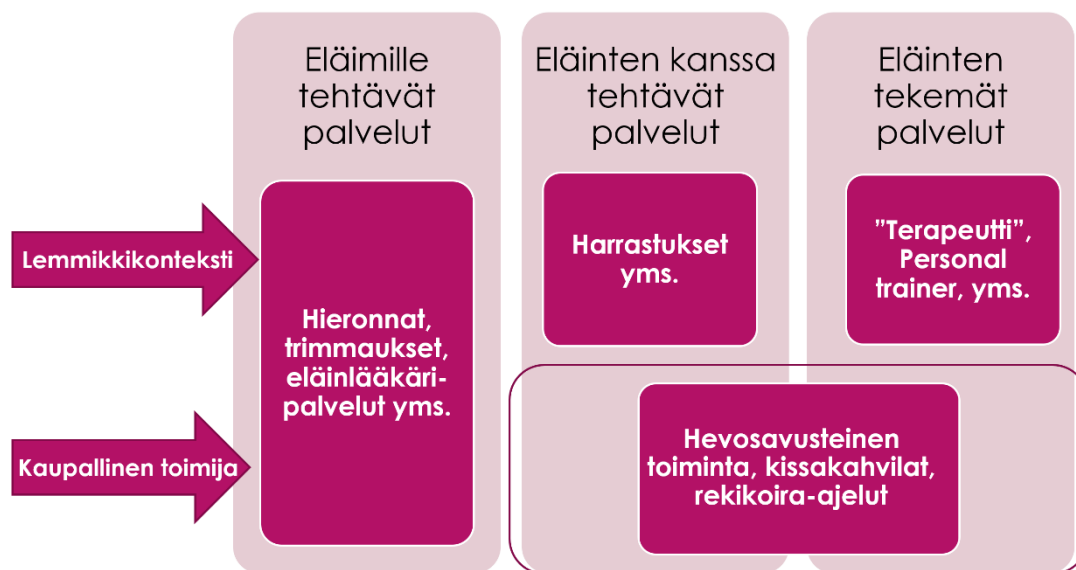 Eläimille
tehtävät
palvelut
Eläinten kanssa
tehtävät
palvelut
Eläinten
tekemät
palvelut
Lemmikkikonteksti
Kaupallinen toimija
Hieronnat,
trimmaukset,
eläinlääkäri-
palvelut yms.
Harrastukset
yms.
”Terapeutti”,
Personal
trainer, yms.
Hevosavusteinen
toiminta, kissakahvilat,
rekikoira-ajelut